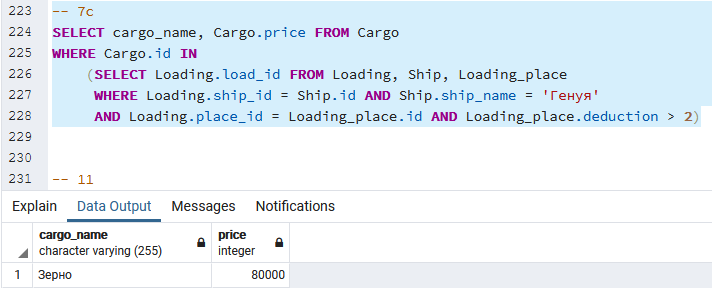 223 -- 7c
224 SELECT cargo_name, Cargo.price FROM Cargo
225 WHERE Cargo.id IN
226 (SELECT Loading.load_id FROM Loading, Ship, Loading_place
227 WHERE Loading.ship_id = Ship.id AND Ship.ship_name = 'Генуя'
228 AND Loading.place_id = Loading_place.id AND Loading_place.deduction > 2)
229
230
231 -- 11
Explain Data Output Messages Notifications
cargo_name price
character varying (255) integer
1 Зерно 80000